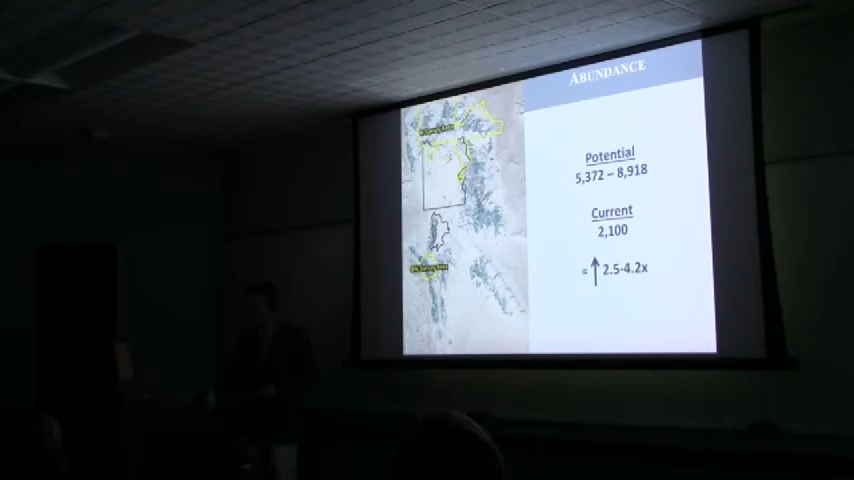 ABUNDANCE
Potential
5,372 – 8,918
Current
2,100
= ↑ 2.5-4.2x